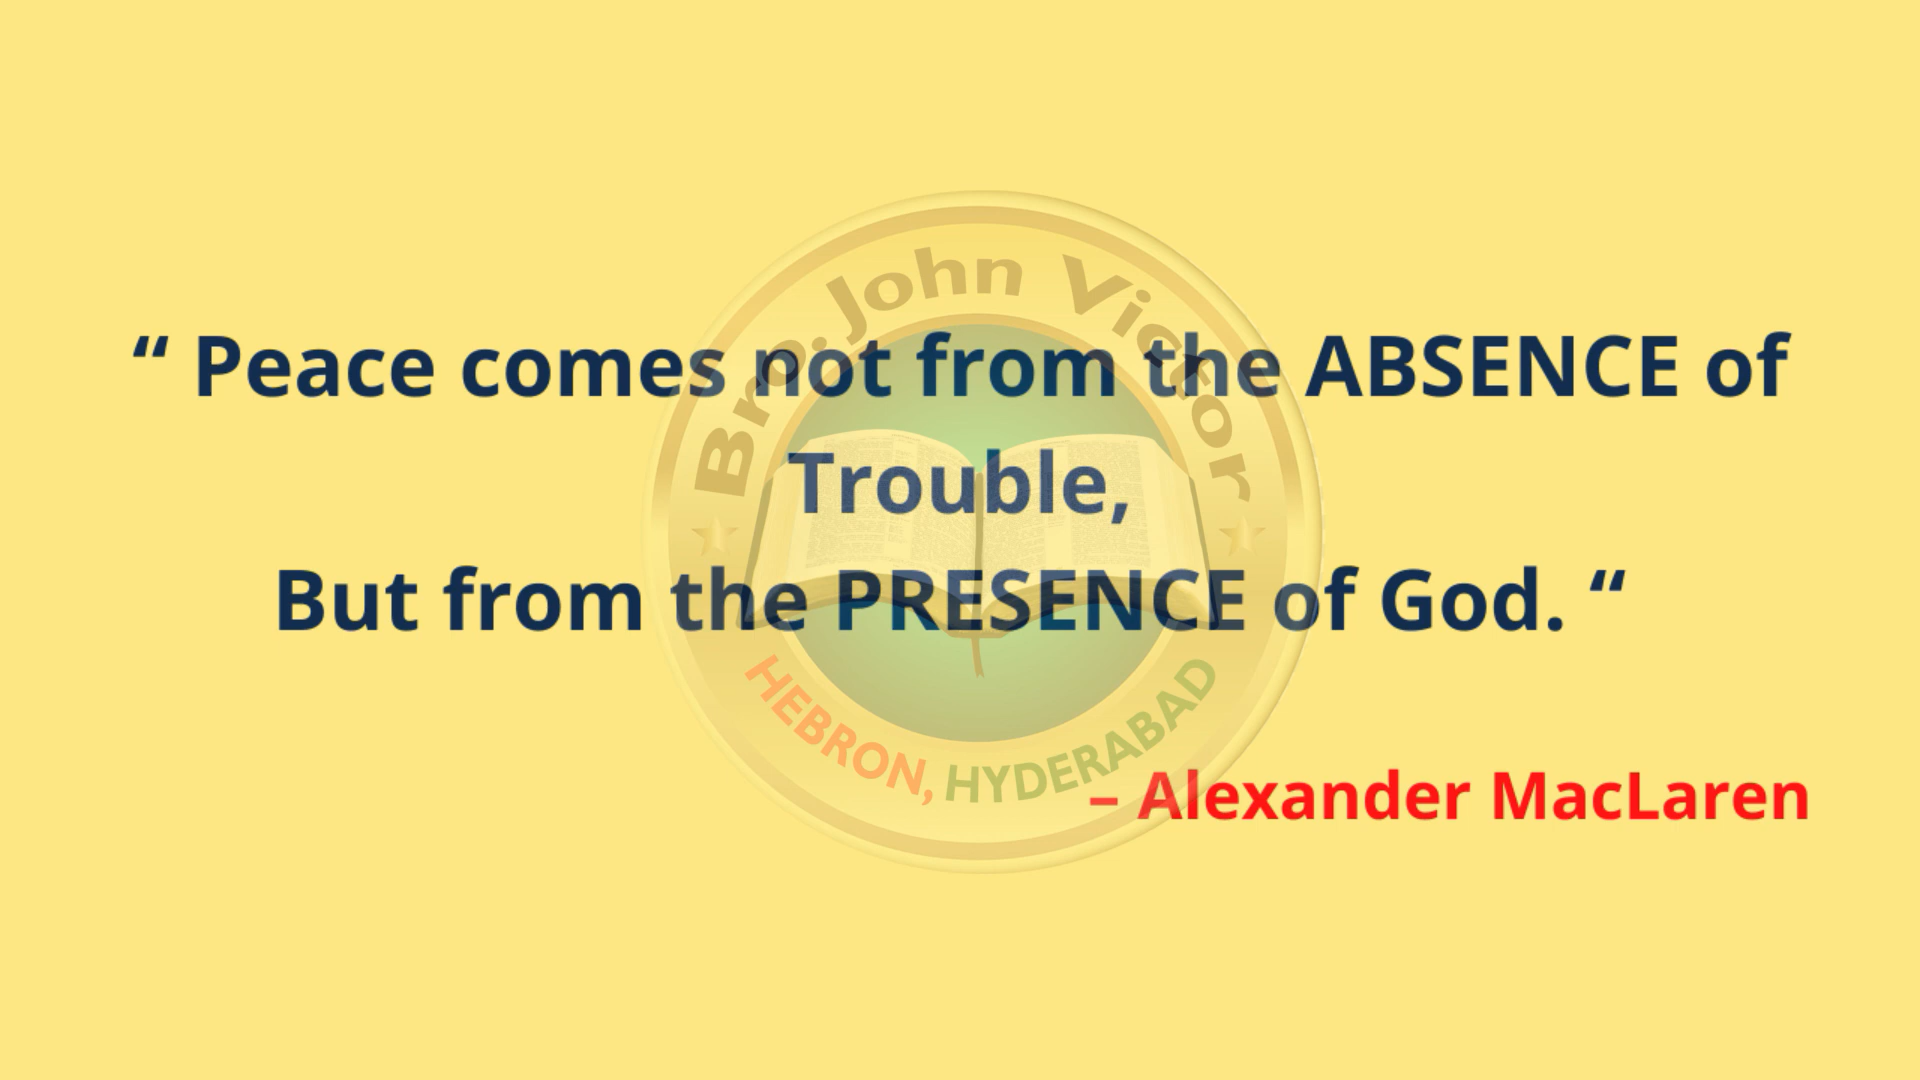 Bro. John Victor
“ Peace comes not from the ABSENCE of
Trouble,
But from the PRESENCE of God. “
HEBRON, HYDERABAD
– Alexander MacLaren